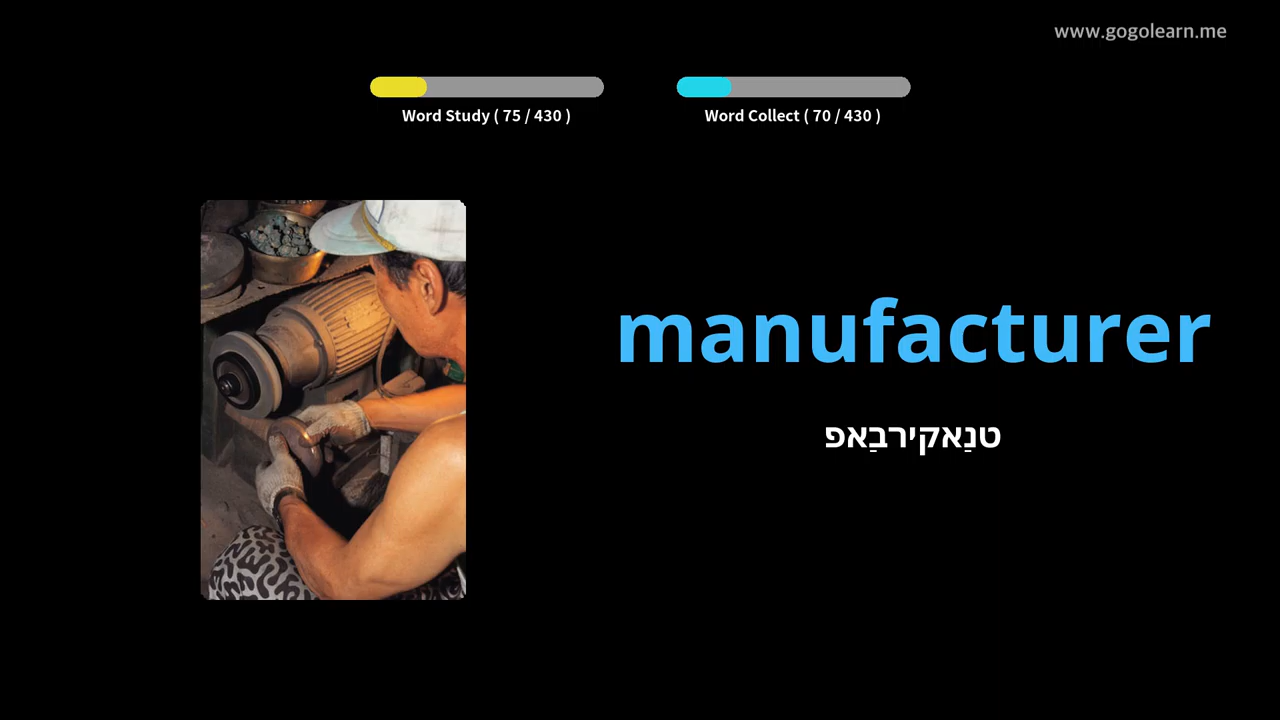 www.gogolearn.me
Word Study ( 75 / 430 )
Word Collect ( 70 / 430 )
manufacturer
טנַאקירבַאפ